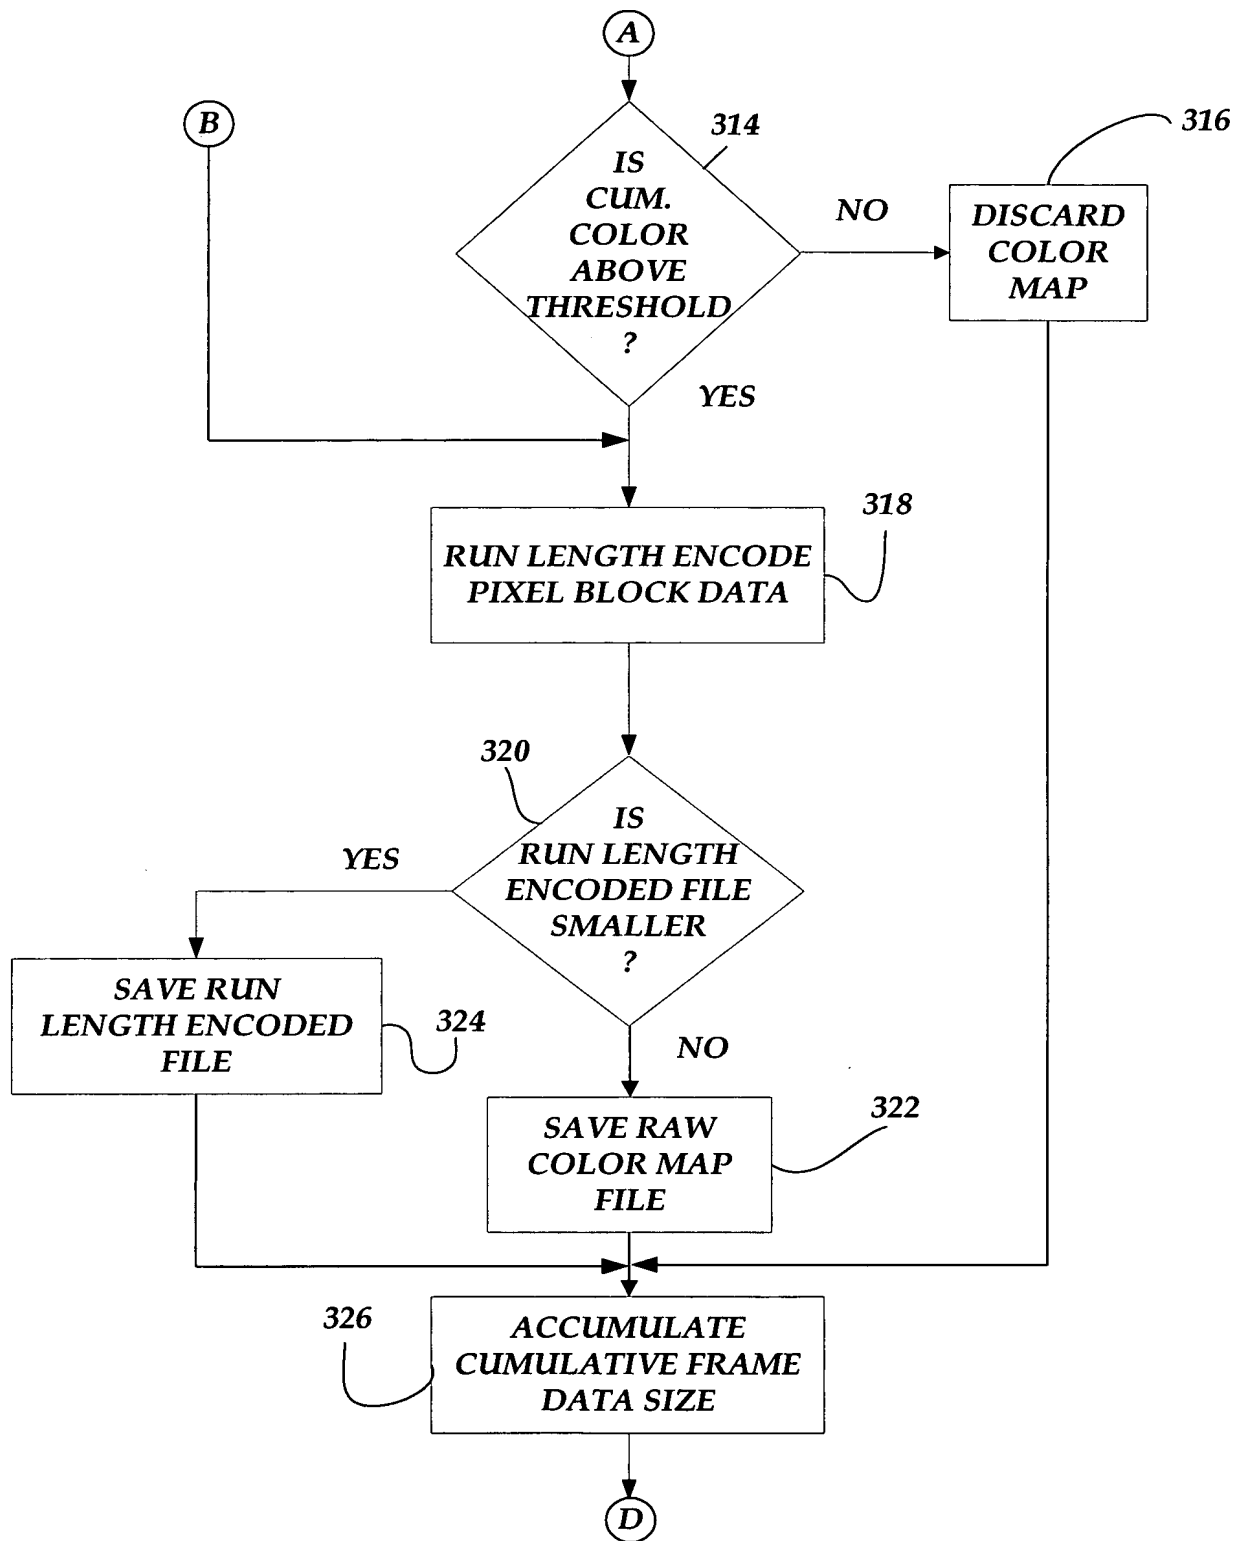 A
B
314
316
IS
CUM.
COLOR
ABOVE
THRESHOLD
?
NO
DISCARD
COLOR
MAP
YES
318
RUN LENGTH ENCODE
PIXEL BLOCK DATA
320
IS
RUN LENGTH
ENCODED FILE
SMALLER
?
YES
SAVE RUN
LENGTH ENCODED
FILE
324
NO
322
SAVE RAW
COLOR MAP
FILE
326
ACCUMULATE
CUMULATIVE FRAME
DATA SIZE
D